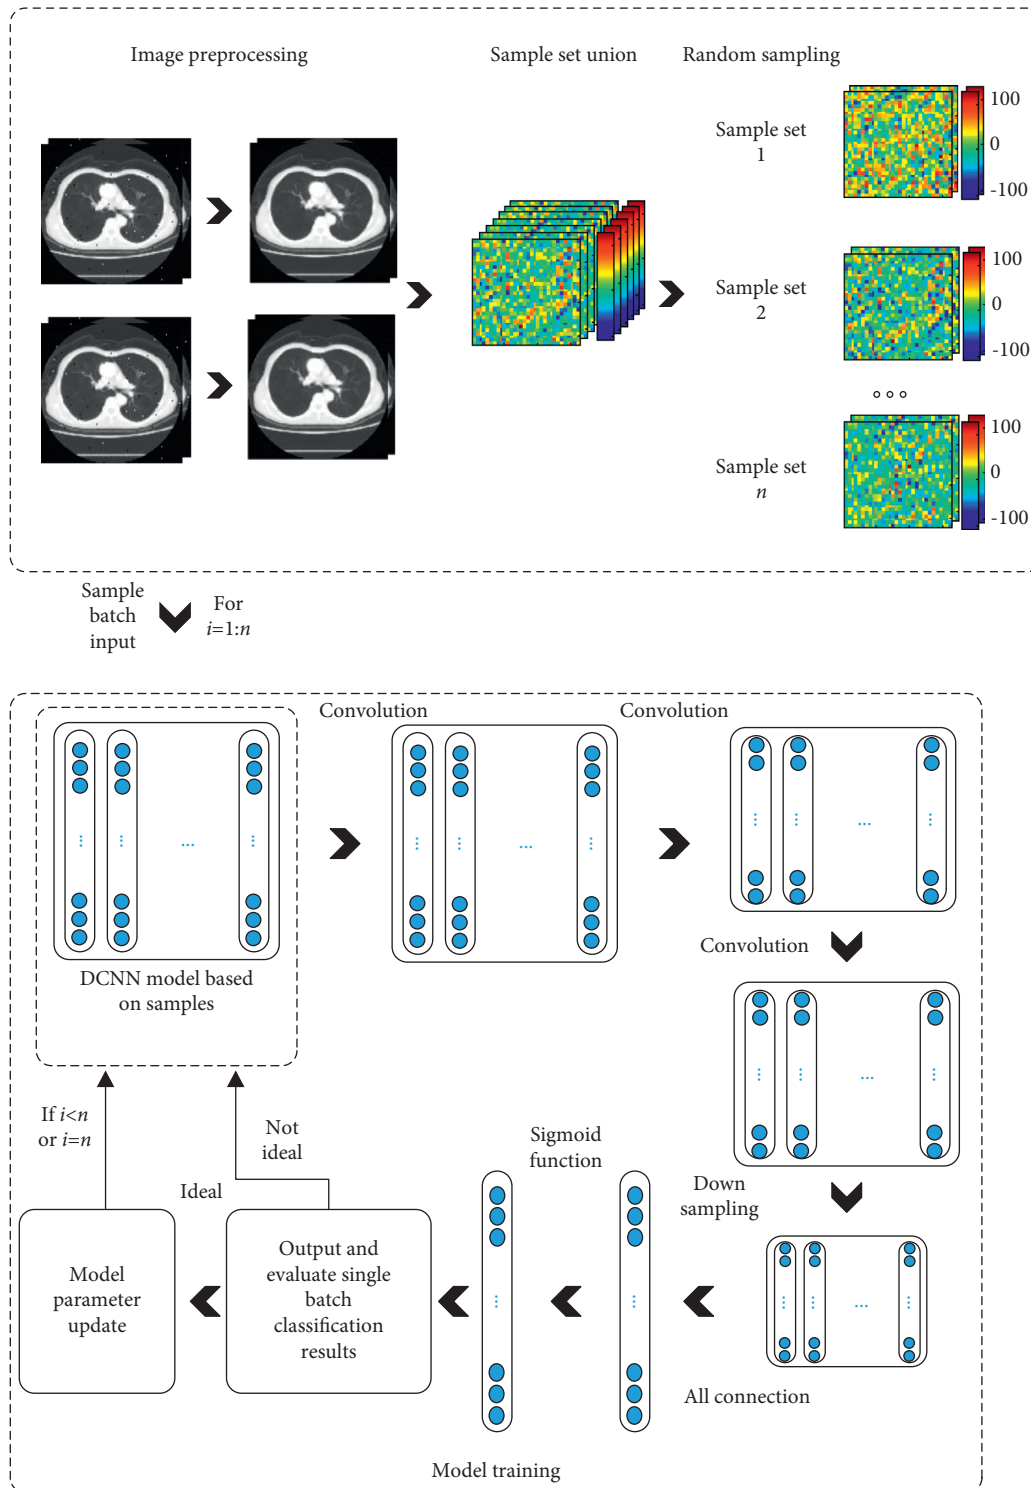 Image preprocessing
Sample set union
Random sampling
Sample set
1
100
0
-100
Sample set
2
100
0
-100
Sample set
n
100
0
-100
Sample
batch
input
For
i=1:n
Convolution
Convolution
DCNN model based
on samples
Convolution
If i<n
or i=n
Not
ideal
Ideal
Sigmoid
function
Down
sampling
Model
parameter
update
Output and
evaluate single
batch
classification
results
All connection
Model training